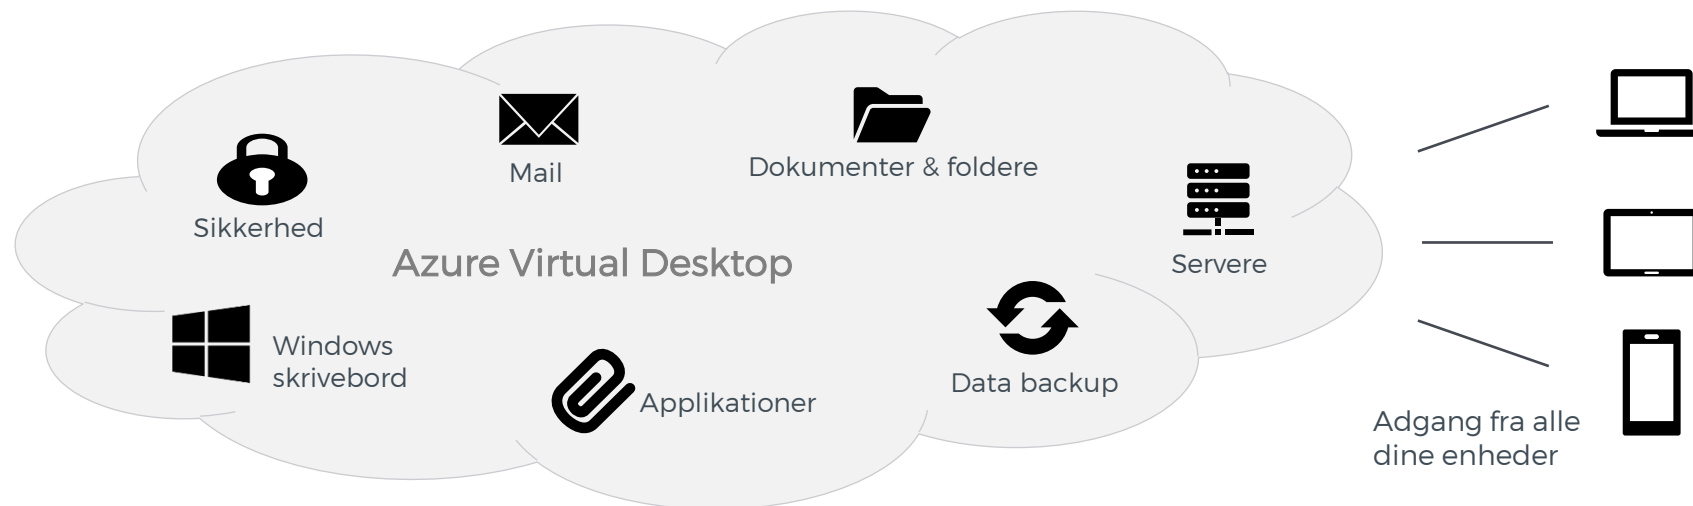 Mail
Dokumenter & foldere
Sikkerhed
Azure Virtual Desktop
Servere
Windows
skrivebord
Applikationer
Data backup
Adgang fra alle
dine enheder